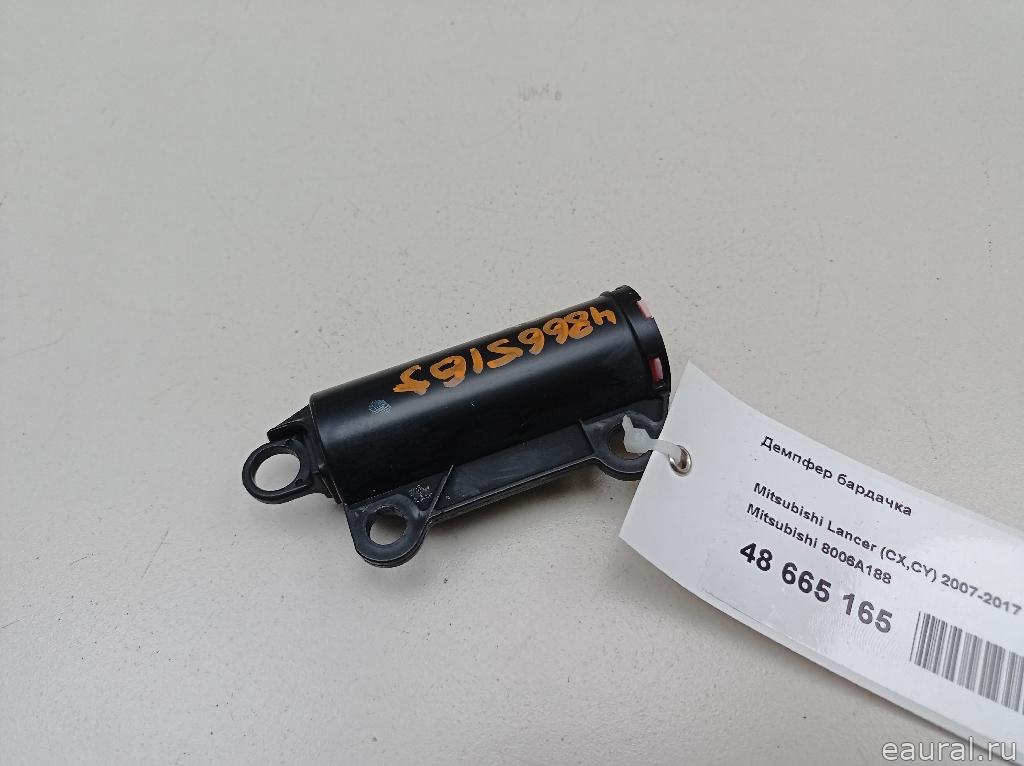 48665165
Демпфер бардачка
Mitsubishi Lancer (CX,CY) 2007-2017
Mitsubishi 8006A188
48 665 165
eaural.ru